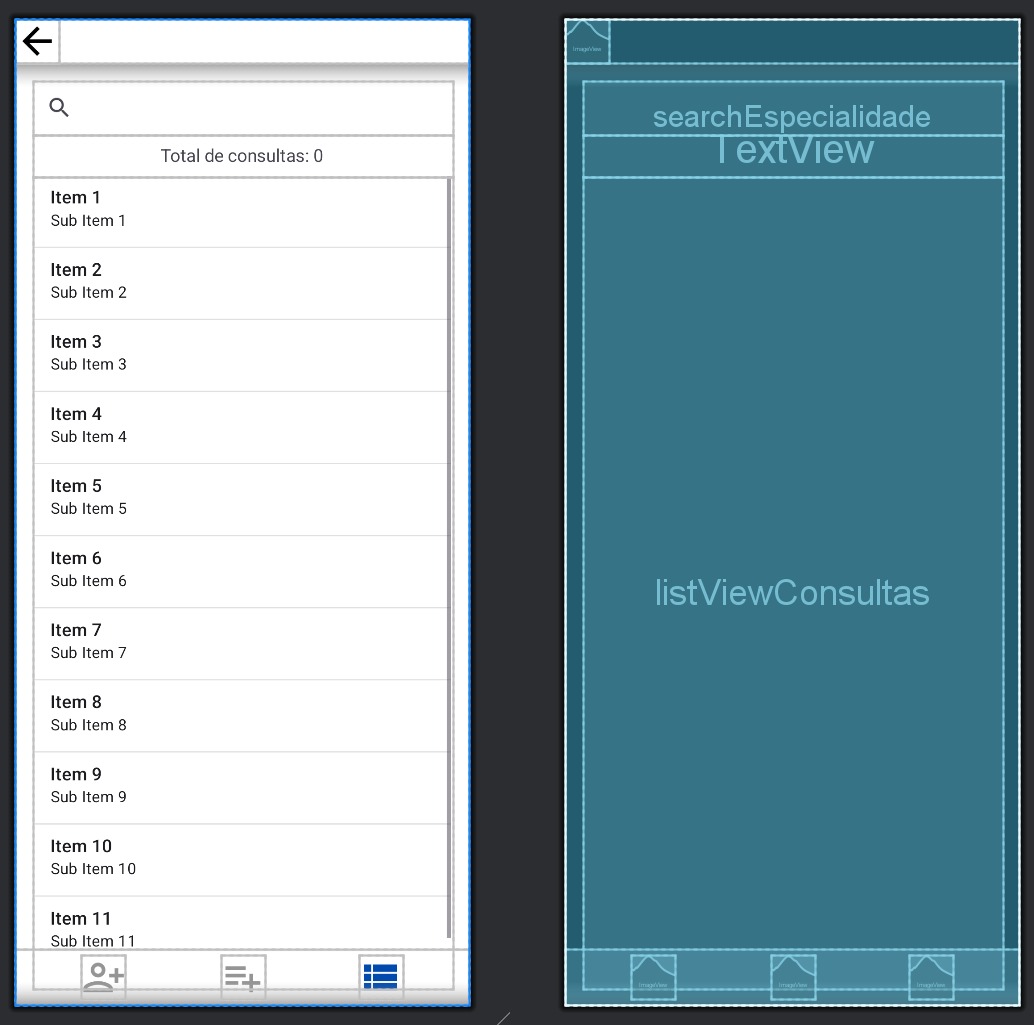 Total de consultas: 0
Item 1
Sub Item 1
Item 2
Sub Item 2
Item 3
Sub Item 3
Item 4
Sub Item 4
Item 5
Sub Item 5
Item 6
Sub Item 6
Item 7
Sub Item 7
Item 8
Sub Item 8
Item 9
Sub Item 9
Item 10
Sub Item 10
Item 11
Sub Item 11
ImageView
searchEspecialidade
TextView
listViewConsultas
ImageView
ImageView
ImageView